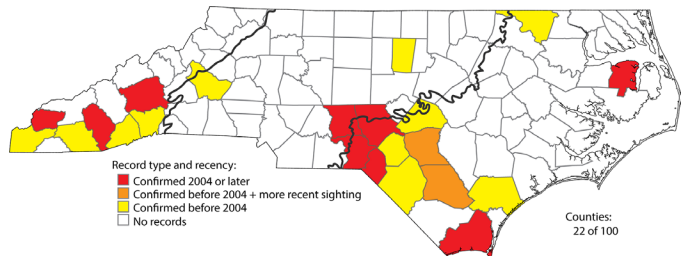 Record type and recency:
Confirmed 2004 or later
Confirmed before 2004 + more recent sighting
Confirmed before 2004
No records
Counties:
22 of 100